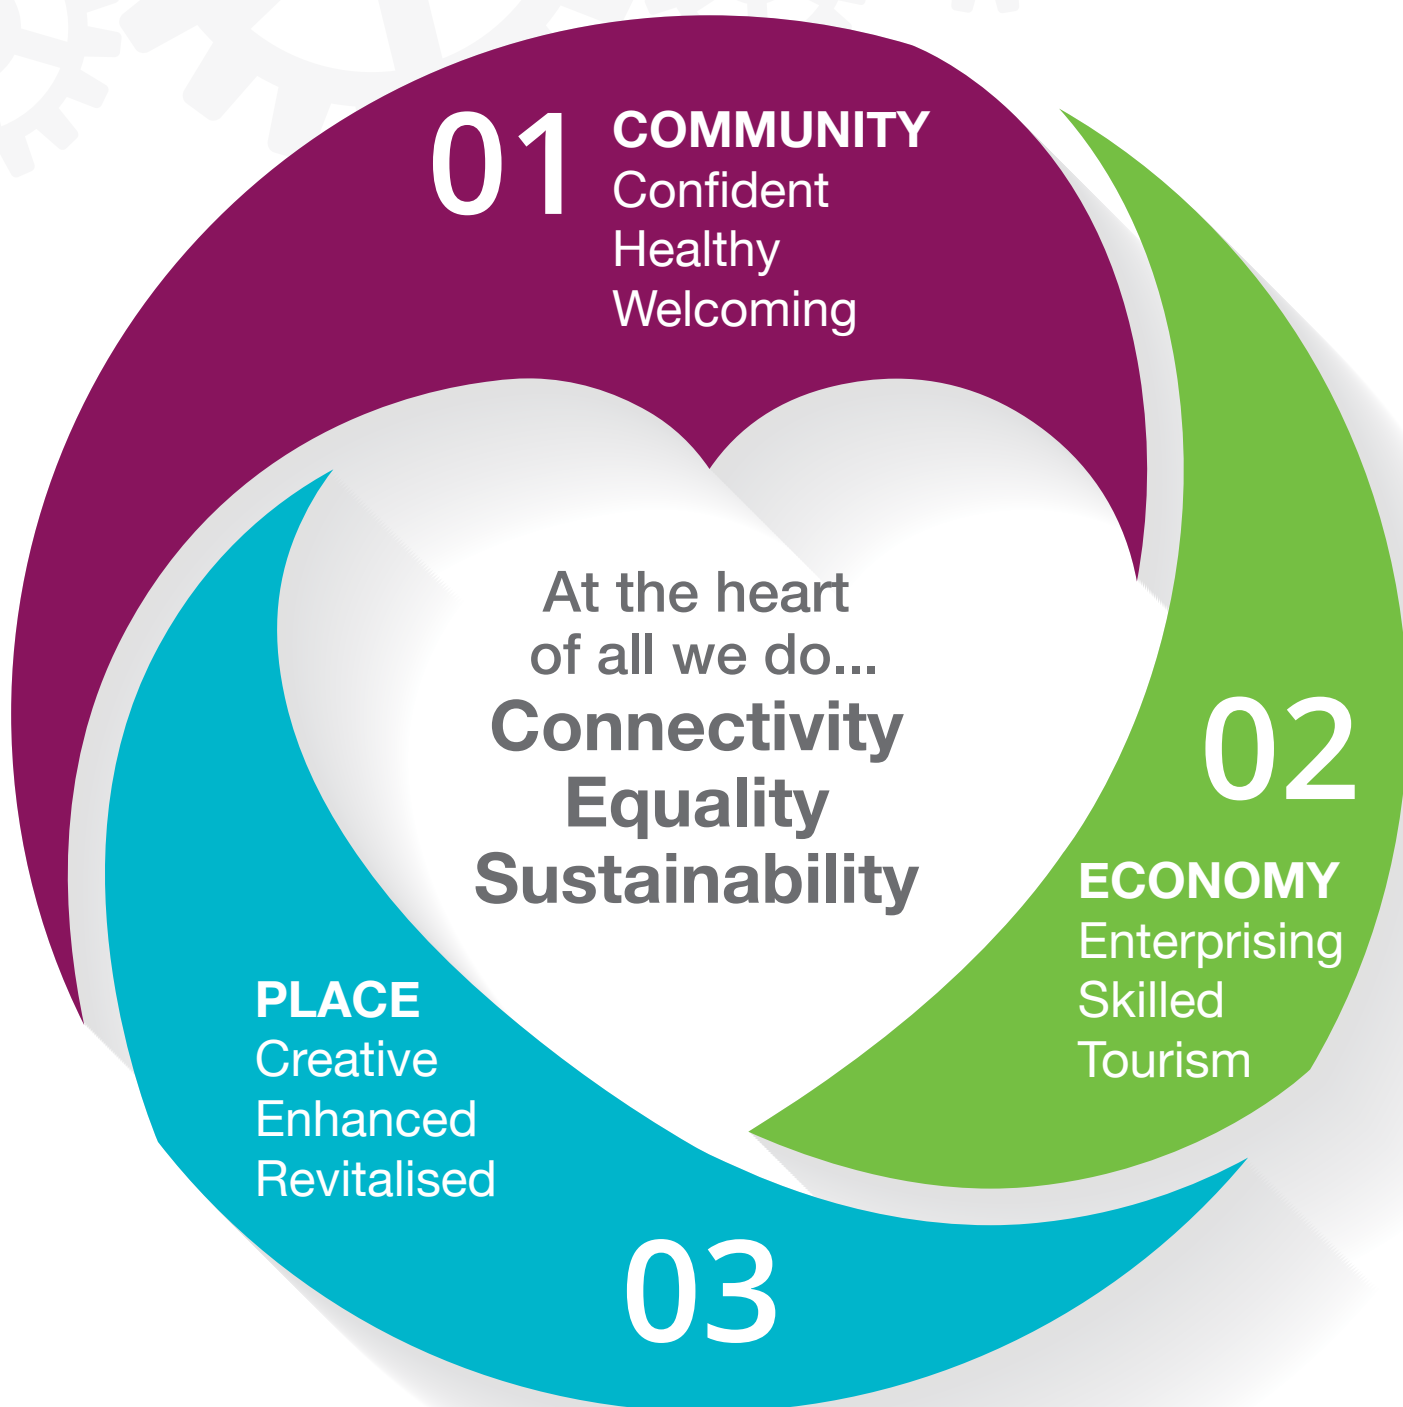 01
COMMUNITY
Confident
Healthy
Welcoming
At the heart
of all we do...
Connectivity
Equality
Sustainability
02
ECONOMY
Enterprising
Skilled
Tourism
PLACE
Creative
Enhanced
Revitalised
03